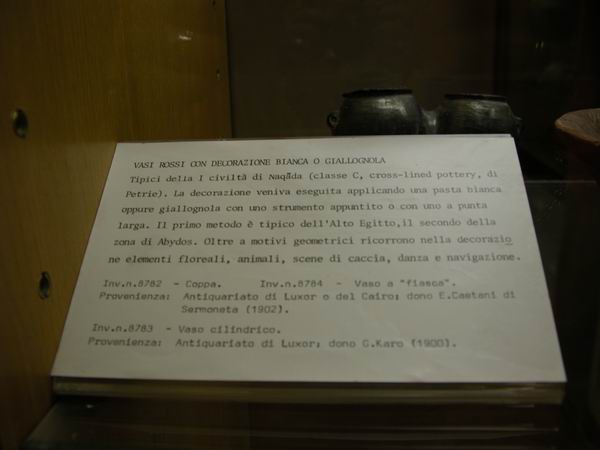 VASI ROSSI CON DECORAZIONE BIANCA O GIALLOGNOLA
Tipici della I civiltà di Naqāda (classe C, cross-lined pottery, di
Petrie). La decorazione veniva eseguita applicando una pasta bianca
oppure giallognola con uno strumento appuntito o con uno a punta
larga. Il primo metodo è tipico dell'Alto Egitto,il secondo della
zona di Abydos. Oltre a motivi geometrici ricorrono nella decorazio
ne elementi floreali, animali, scene di caccia, danza e navigazione.
Inv.n.8782 - Coppa. Inv.n.8784 - Vaso a "fiasca".
Provenienza: Antiquariato di Luxor o del Cairo; dono E.Caetani di
Sermoneta (1902).
Inv.n.8783 - Vaso cilindrico.
Provenienza: Antiquariato di Luxor; dono G.Karo (1900).